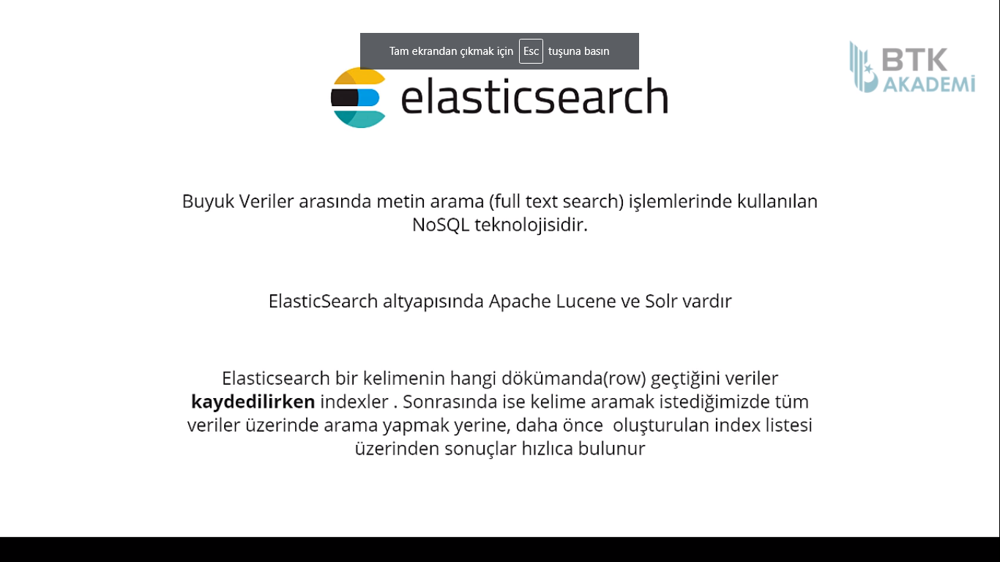 Tam ekrandan çıkmak için Esc tuşuna basın
BTK
AKADEMİ
elasticsearch
Buyuk Veriler arasında metin arama (full text search) işlemlerinde kullanılan
NoSQL teknolojisidir.
ElasticSearch altyapısında Apache Lucene ve Solr vardır
Elasticsearch bir kelimenin hangi dökümanda(row) geçtiğini veriler
kaydedilirken indexler . Sonrasında ise kelime aramak istediğimizde tüm
veriler üzerinde arama yapmak yerine, daha önce  oluşturulan index listesi
üzerinden sonuçlar hızlıca bulunur